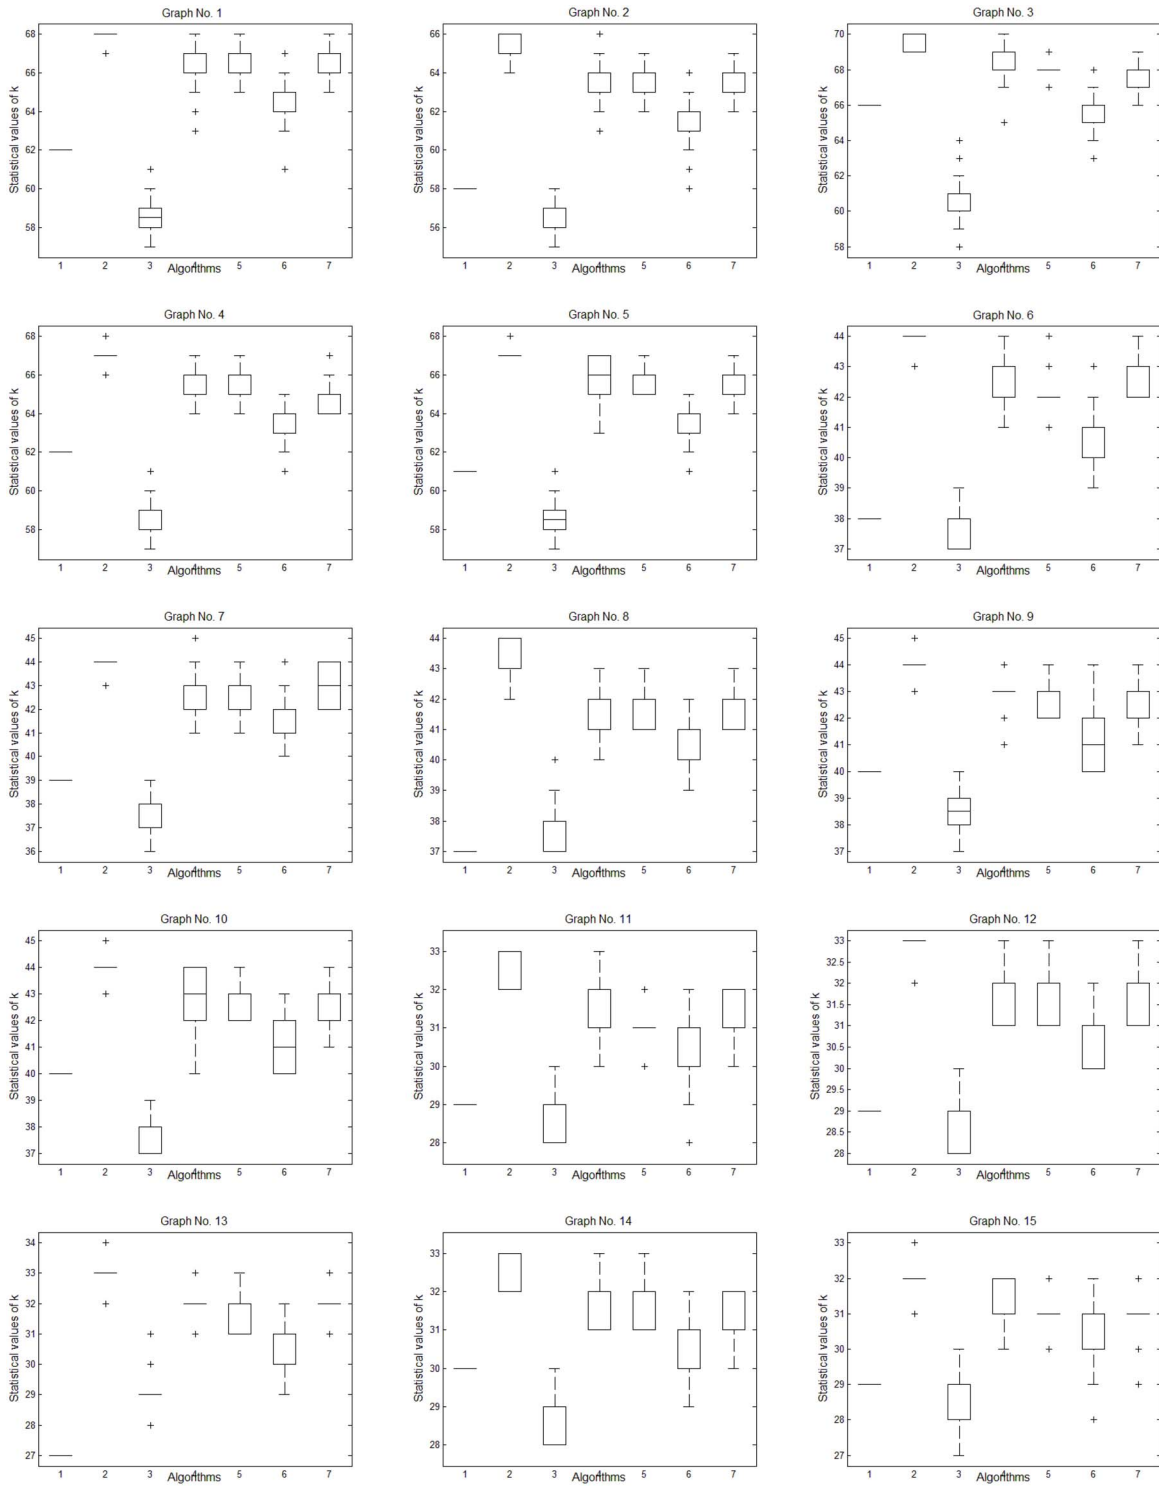 Graph No. 1
Statistical values of k
68
66
64
62
60
58
1 2 3 4 5 6 7
Algorithms
Graph No. 2
Statistical values of k
66
64
62
60
58
56
1 2 3 4 5 6 7
Algorithms
Graph No. 3
Statistical values of k
70
68
66
64
62
60
58
1 2 3 4 5 6 7
Algorithms
Graph No. 4
Statistical values of k
68
66
64
62
60
58
1 2 3 4 5 6 7
Algorithms
Graph No. 5
Statistical values of k
68
66
64
62
60
58
1 2 3 4 5 6 7
Algorithms
Graph No. 6
Statistical values of k
44
43
42
41
40
39
38
37
1 2 3 4 5 6 7
Algorithms
Graph No. 7
Statistical values of k
45
44
43
42
41
40
39
38
37
36
1 2 3 4 5 6 7
Algorithms
Graph No. 8
Statistical values of k
44
43
42
41
40
39
38
37
1 2 3 4 5 6 7
Algorithms
Graph No. 9
Statistical values of k
45
44
43
42
41
40
39
38
37
1 2 3 4 5 6 7
Algorithms
Graph No. 10
Statistical values of k
45
44
43
42
41
40
39
38
37
1 2 3 4 5 6 7
Algorithms
Graph No. 11
Statistical values of k
33
32
31
30
29
28
1 2 3 4 5 6 7
Algorithms
Graph No. 12
Statistical values of k
33
32.5
32
31.5
31
30.5
30
29.5
29
28.5
28
1 2 3 4 5 6 7
Algorithms
Graph No. 13
Statistical values of k
34
33
32
31
30
29
28
27
1 2 3 4 5 6 7
Algorithms
Graph No. 14
Statistical values of k
33
32
31
30
29
28
1 2 3 4 5 6 7
Algorithms
Graph No. 15
Statistical values of k
33
32
31
30
29
28
27
1 2 3 4 5 6 7
Algorithms